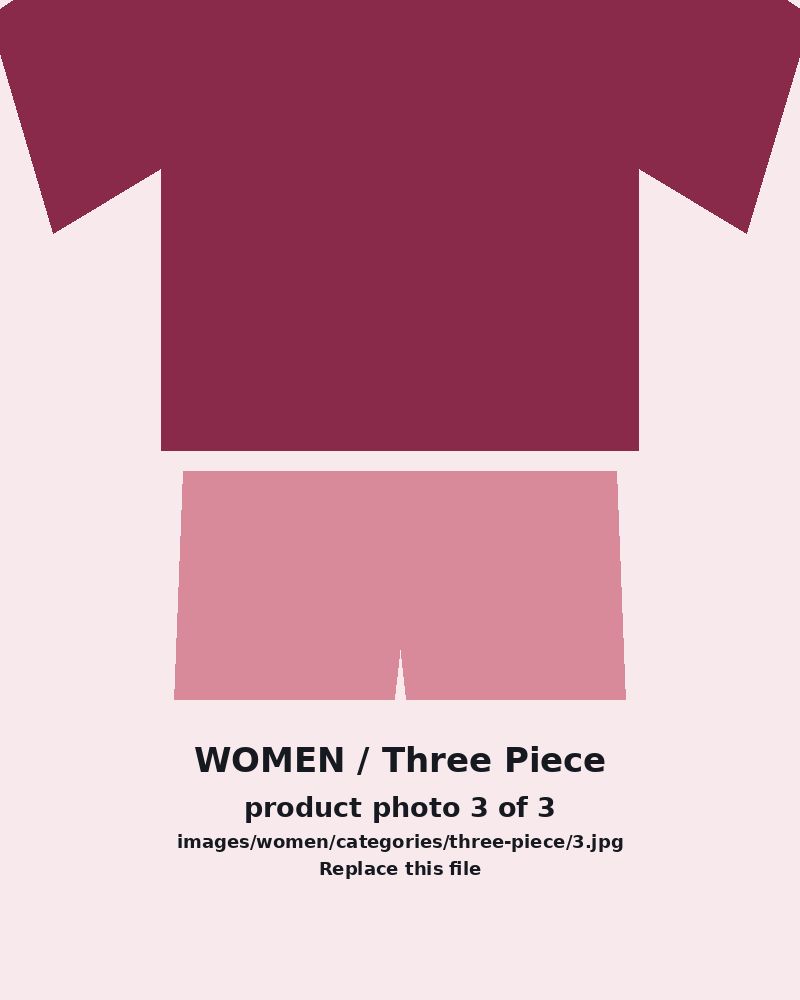 WOMEN / Three Piece
product photo 3 of 3
images/women/categories/three-piece/3.jpg
Replace this file